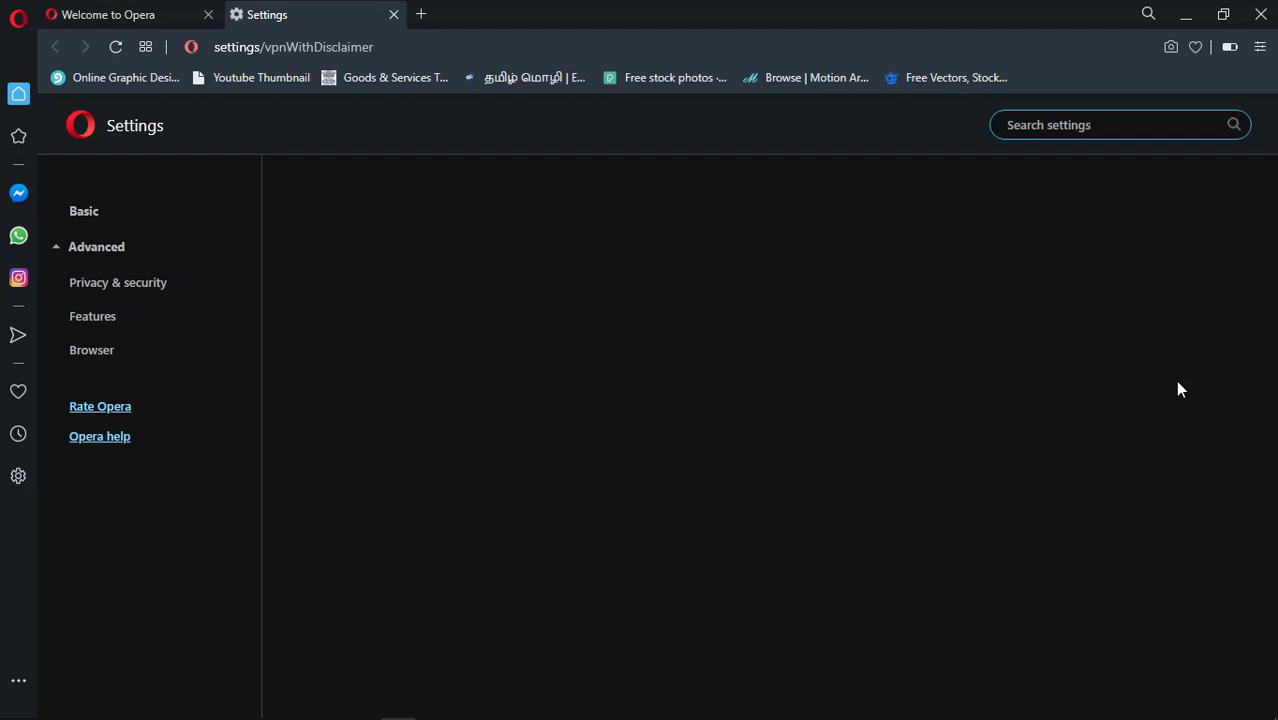 Welcome to Opera
Settings
settings/vpnWithDisclaimer
Online Graphic Desi...
Youtube Thumbnail
Goods & Services T...
தமிழ் மொழி | E...
Free stock photos ·...
Browse | Motion Ar...
Free Vectors, Stock...
Settings
Search settings
Basic
Advanced
Privacy & security
Features
Browser
Rate Opera
Opera help